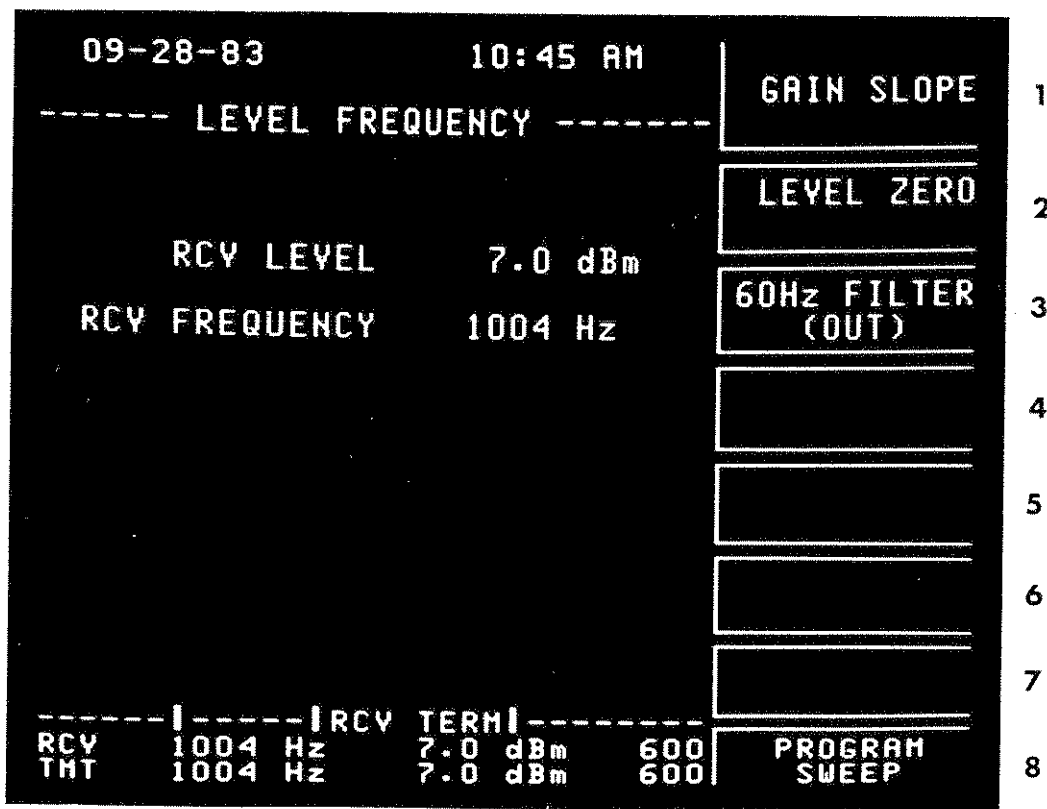 09-28-83 10:45 AM
------ LEVEL FREQUENCY -------
RCV LEVEL 7.0 dBm
RCV FREQUENCY 1004 Hz
------|-----|RCV TERM|--------
RCV 1004 Hz 7.0 dBm 600
TMT 1004 Hz 7.0 dBm 600
GAIN SLOPE 1
LEVEL ZERO 2
60Hz FILTER 3
(OUT)
4
5
6
7
PROGRAM
SWEEP 8